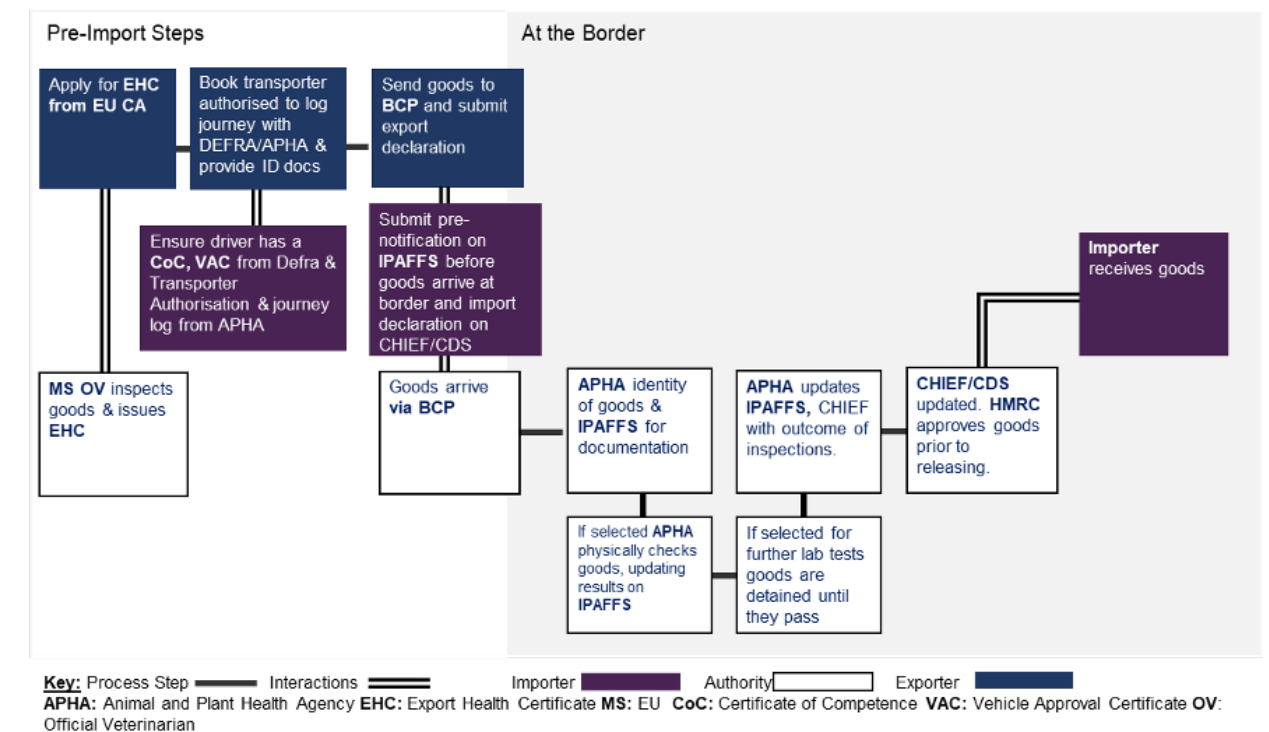 Pre-Import Steps
At the Border
Apply for EHC
from EU CA
Book transporter
authorised to log
journey with
DEFRA/APHA &
provide ID docs
Send goods to
BCP and submit
export
declaration
Ensure driver has a
CoC, VAC from Defra &
Transporter
Authorisation & journey
log from APHA
Submit pre-
notification on
IPAFFS before
goods arrive at
border and import
declaration on
CHIEF/CDS
Importer
receives goods
MS OV inspects
goods & issues
EHC
Goods arrive
via BCP
APHA identity
of goods &
IPAFFS for
documentation
APHA updates
IPAFFS, CHIEF
with outcome of
inspections.
CHIEF/CDS
updated. HMRC
approves goods
prior to
releasing.
If selected APHA
physically checks
goods, updating
results on
IPAFFS
If selected for
further lab tests
goods are
detained until
they pass
Key: Process Step Interactions Importer Authority Exporter
APHA: Animal and Plant Health Agency EHC: Export Health Certificate MS: EU CoC: Certificate of Competence VAC: Vehicle Approval Certificate OV:
Official Veterinarian